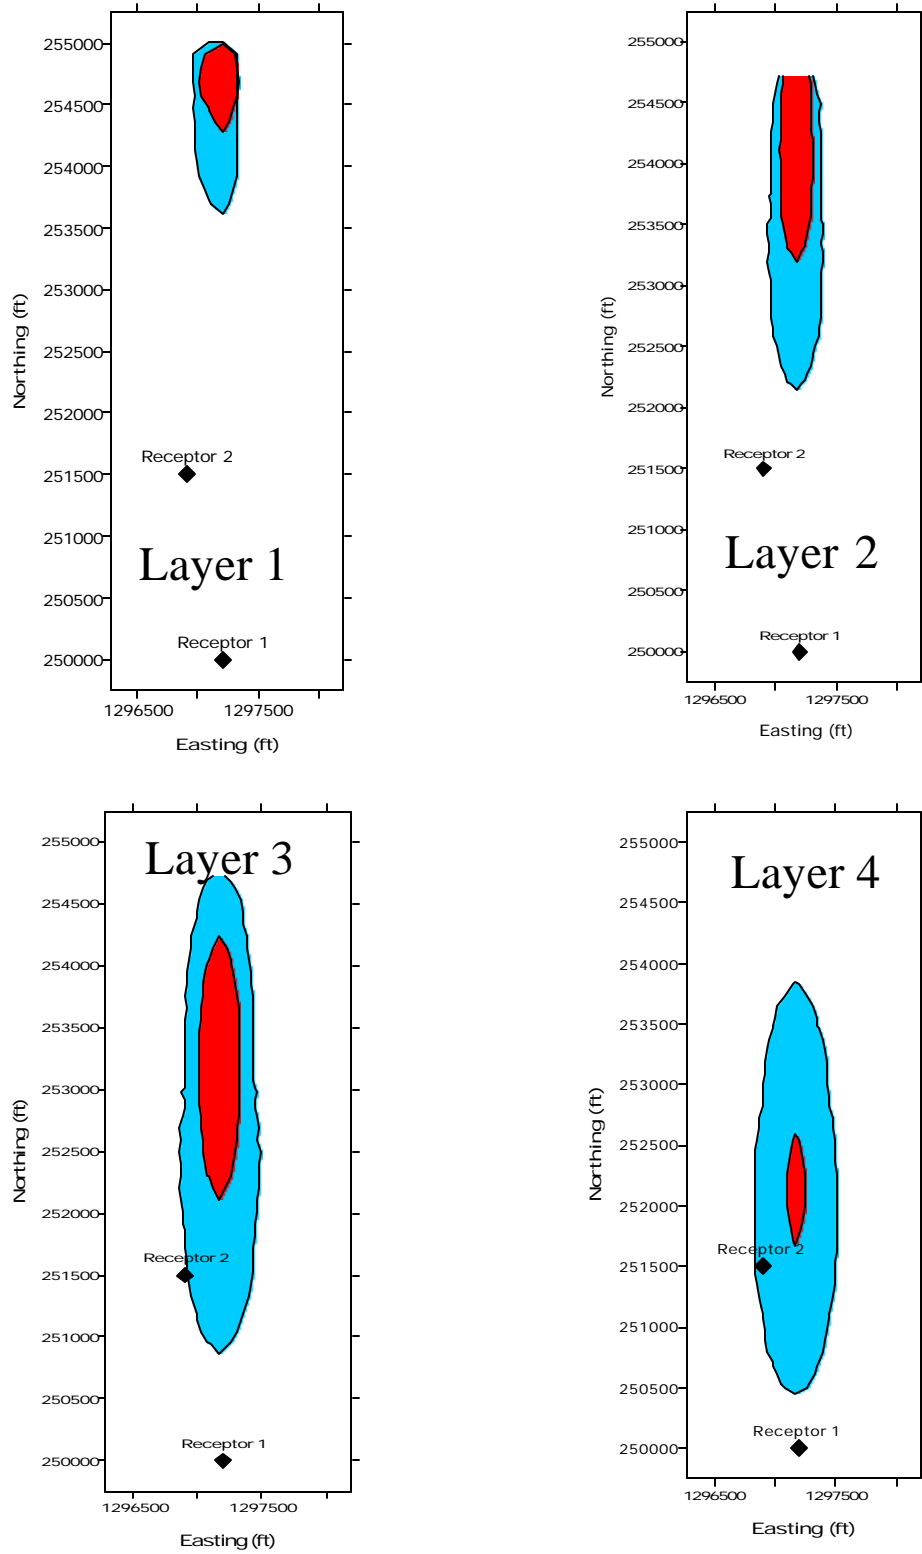 255000
254500
254000
253500
253000
252500
252000
251500
251000
250500
250000
Northing (ft)
Receptor 2
Layer 1
Receptor 1
1296500
1297500
Easting (ft)
255000
254500
254000
253500
253000
252500
252000
251500
251000
250500
250000
Northing (ft)
Receptor 2
Layer 2
Receptor 1
1296500
1297500
Easting (ft)
255000
254500
254000
253500
253000
252500
252000
251500
251000
250500
250000
Northing (ft)
Layer 3
Receptor 2
Receptor 1
1296500
1297500
Easting (ft)
255000
254500
254000
253500
253000
252500
252000
251500
251000
250500
250000
Northing (ft)
Layer 4
Receptor 2
Receptor 1
1296500
1297500
Easting (ft)